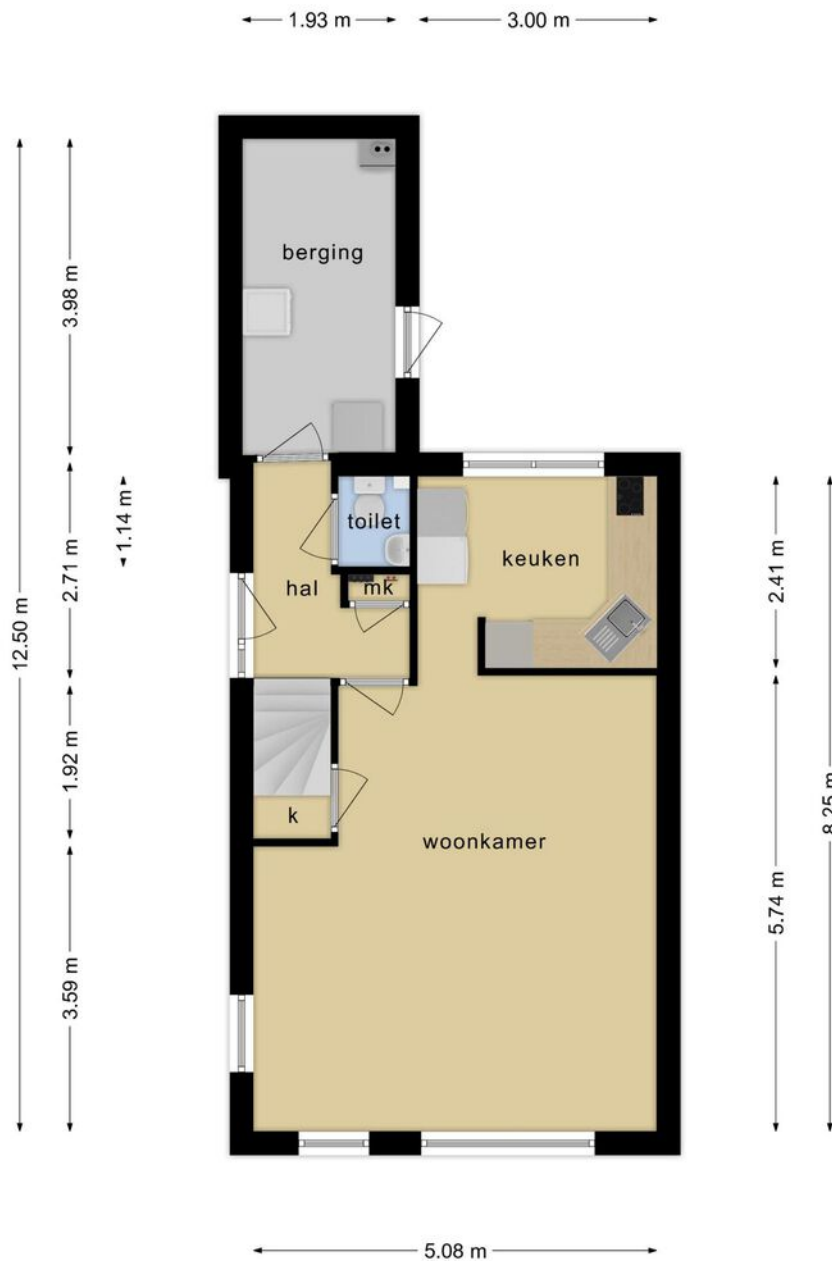 1.93 m
3.00 m
berging
3.98 m
1.14 m
toilet
keuken
2.71 m
hal
mk
2.41 m
12.50 m
1.92 m
k
woonkamer
8.25 m
5.74 m
3.59 m
5.08 m